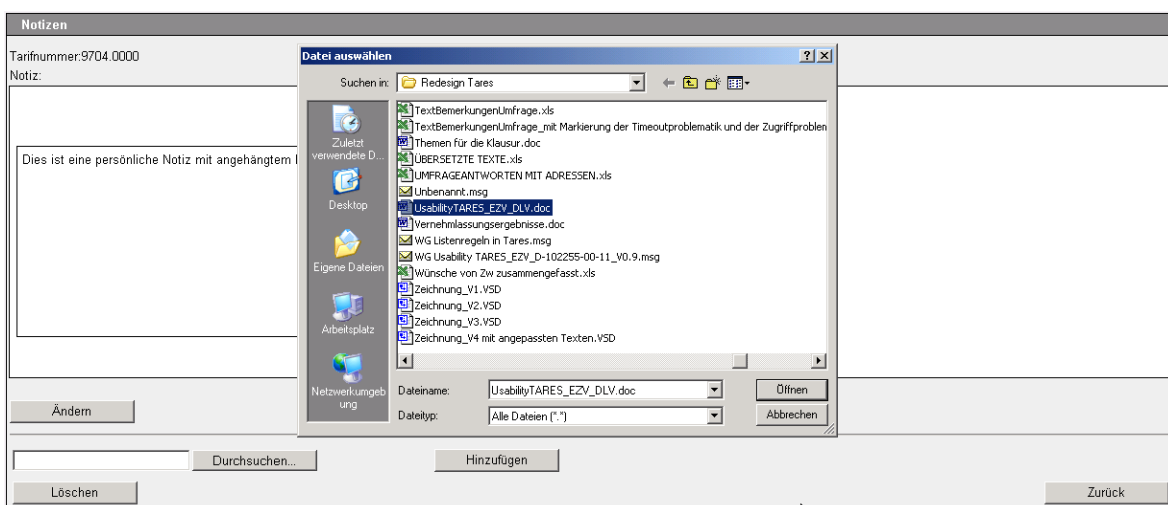 Notizen
Tarifnummer:9704.0000
Notiz:
Dies ist eine persönliche Notiz mit angehängtem
Datei auswählen
Suchen in:
Redesign Tares
Zuletzt
verwendete D...
Desktop
Eigene Dateien
Arbeitsplatz
Netzwerkumgeb
ung
TextBemerkungenUmfrage.xls
TextBemerkungenUmfrage_mit Markierung der Timeoutproblematik und der Zugriffproblen
Themen für die Klausur.doc
ÜBERSETZTE TEXTE.xls
UMFRAGEANTWORTEN MIT ADRESSEN.xls
Unbenannt.msg
UsabilityTARES_EZV_DLV.doc
Vernehmlassungsergebnisse.doc
WG Listenregeln in Tares.msg
WG Usability TARES_EZV_D-102255-00-11_V0.9.msg
Wünsche von Zw zusammengefasst.xls
Zeichnung_V1.VSD
Zeichnung_V2.VSD
Zeichnung_V3.VSD
Zeichnung_V4 mit angepassten Texten.VSD
Dateiname:
UsabilityTARES_EZV_DLV.doc
Öffnen
Dateityp:
Alle Dateien (*.*)
Abbrechen
Ändern
Durchsuchen...
Hinzufügen
Löschen
Zurück